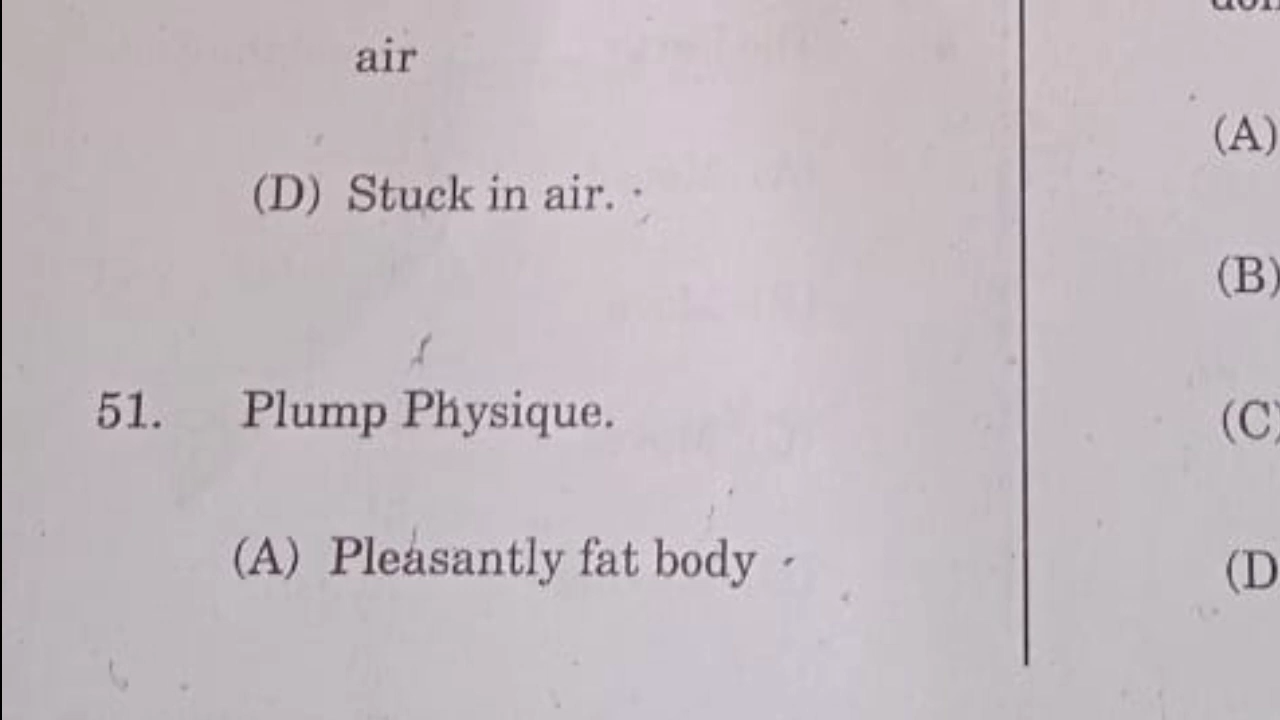 air
(D) Stuck in air.
51. Plump Physique.
(A) Pleasantly fat body
(A)
(B)
(C)
(D